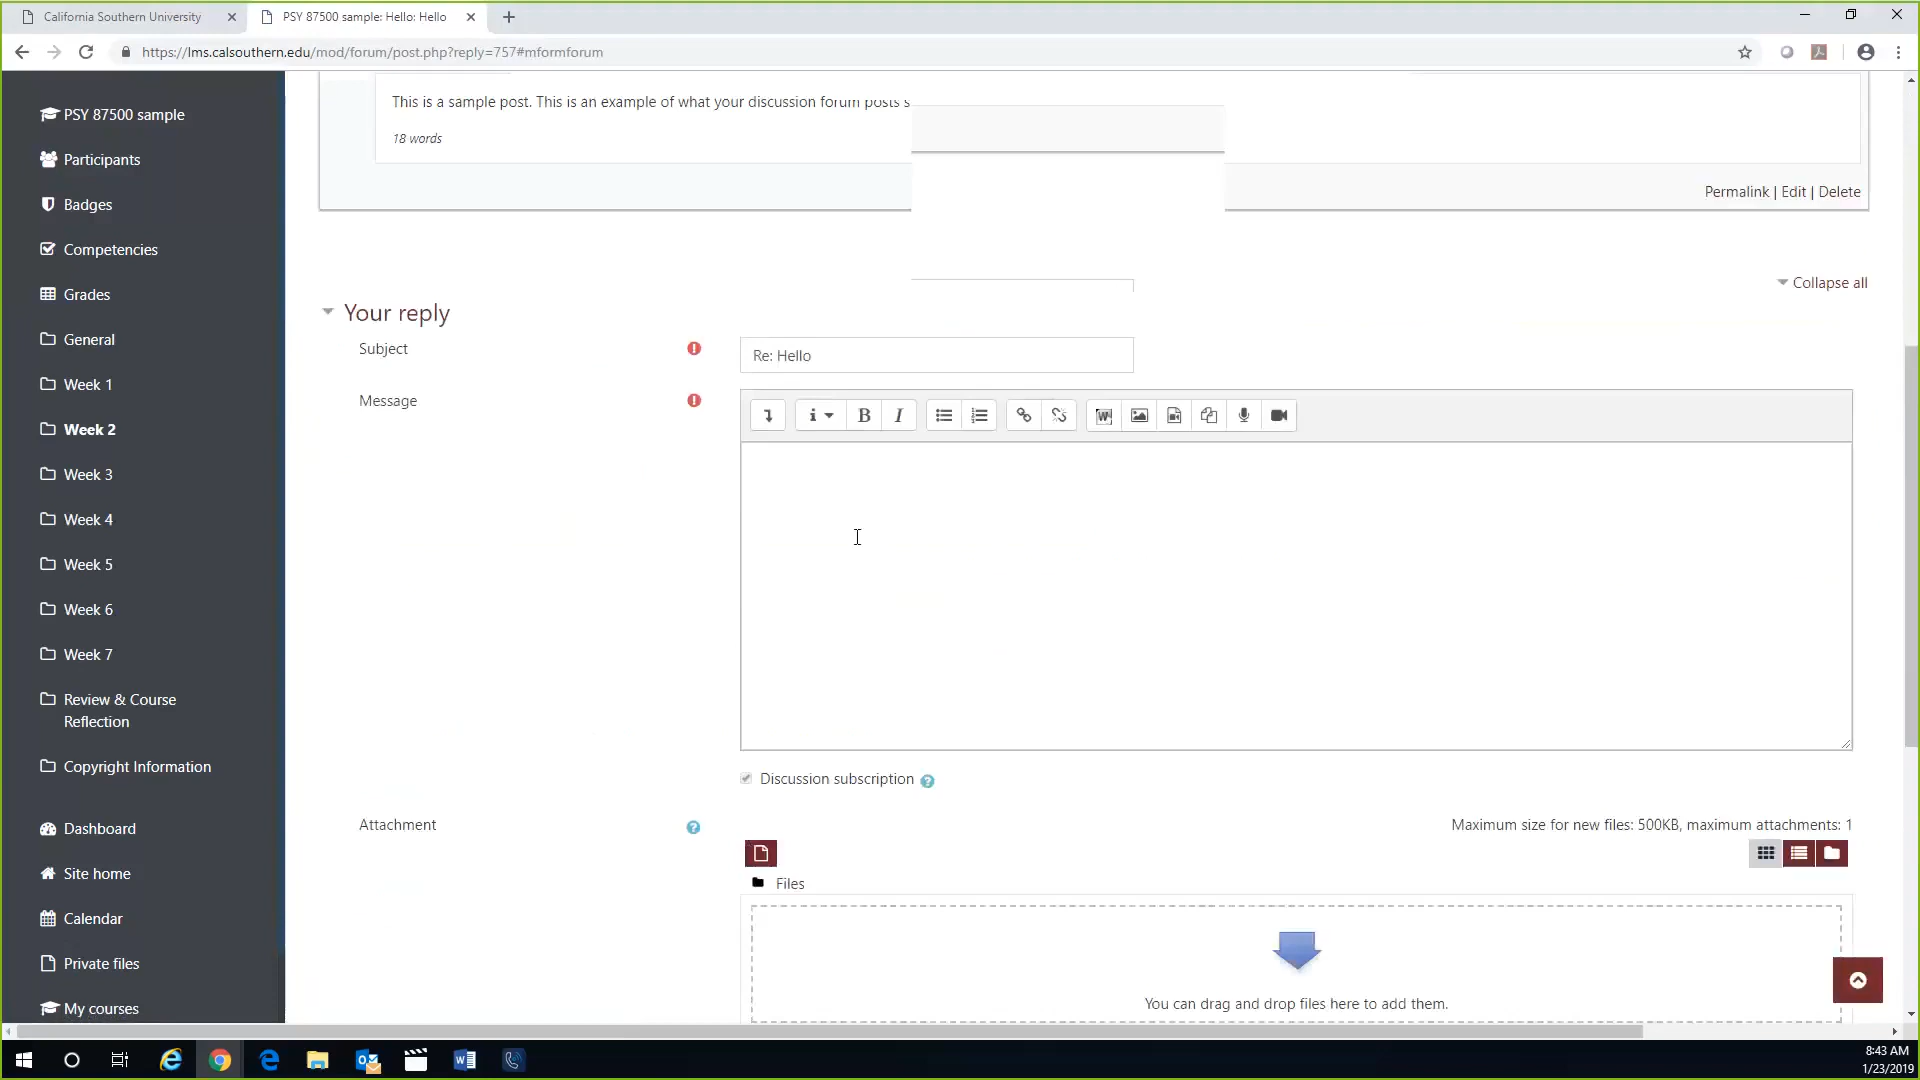 California Southern University
PSY 87500 sample: Hello: Hello
https://lms.calsouthern.edu/mod/forum/post.php?reply=757#mformforum
PSY 87500 sample
Participants
Badges
Competencies
Grades
General
Week 1
Week 2
Week 3
Week 4
Week 5
Week 6
Week 7
Review & Course
Reflection
Copyright Information
Dashboard
Site home
Calendar
Private files
My courses
This is a sample post. This is an example of what your discussion forum posts s
18 words
Permalink | Edit | Delete
Collapse all
Your reply
Subject
Re: Hello
Message
Discussion subscription
Attachment
Maximum size for new files: 500KB, maximum attachments: 1
Files
You can drag and drop files here to add them.
8:43 AM
1/23/2019